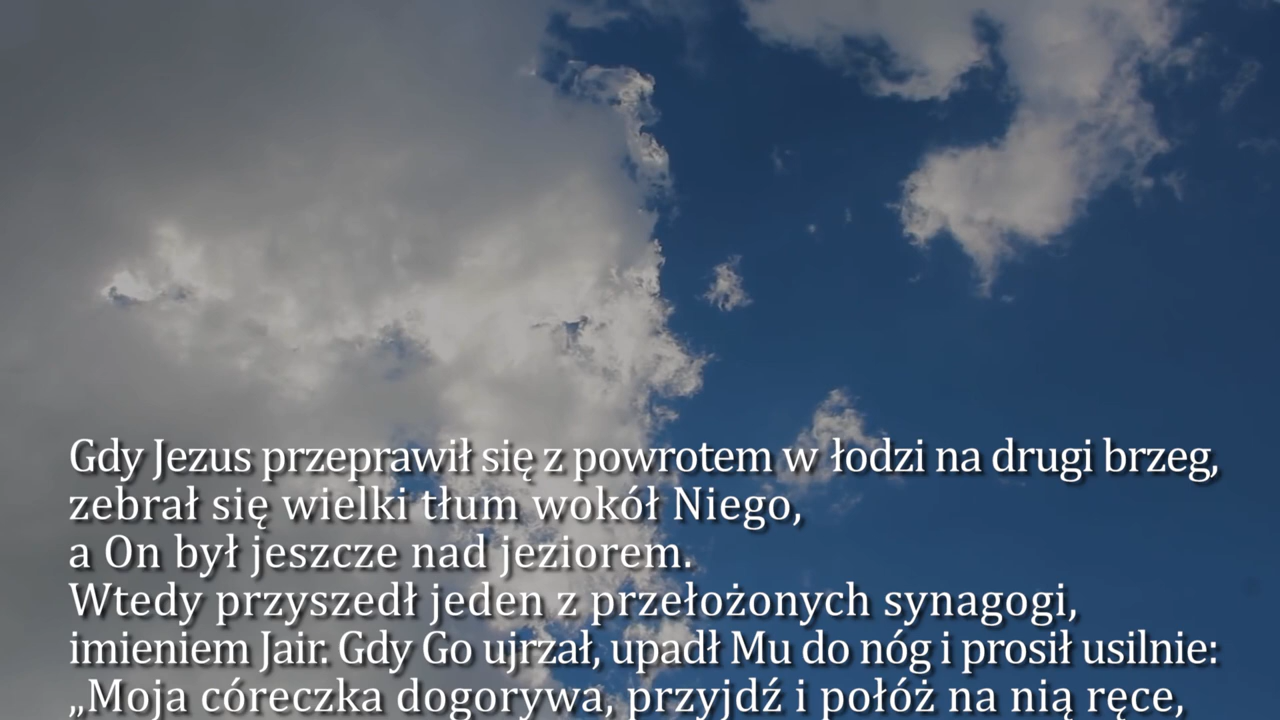 Gdy Jezus przeprawił się z powrotem w łodzi na drugi brzeg,
zebrał się wielki tłum wokół Niego,
a On był jeszcze nad jeziorem.
Wtedy przyszedł jeden z przełożonych synagogi,
imieniem Jair. Gdy Go ujrzał, upadł Mu do nóg i prosił usilnie:
„Moja córeczka dogorywa, przyjdź i połóż na nią ręce,